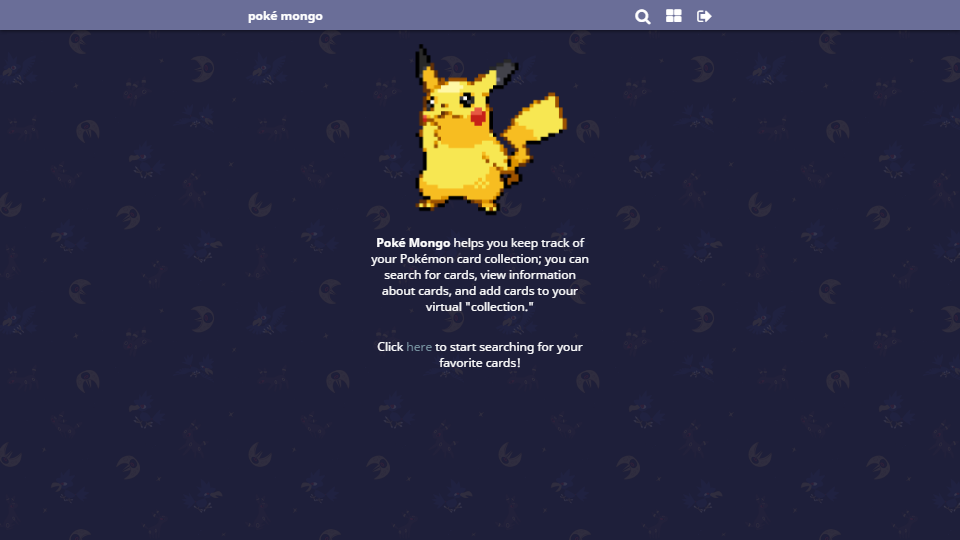 poké mongo
Poké Mongo helps you keep track of
your Pokémon card collection; you can
search for cards, view information
about cards, and add cards to your
virtual "collection."
Click here to start searching for your
favorite cards!